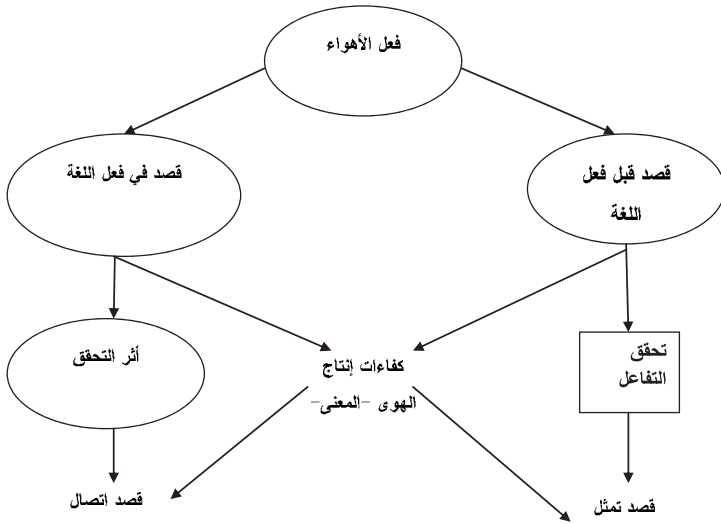 فعل الأهواء
قصد قبل فعل
اللغة
قصد في فعل اللغة
تحقق
التفاعل
كفاءات إنتاج
الهوى -المعنى-
أثر التحقق
قصد تمثل
قصد اتصال